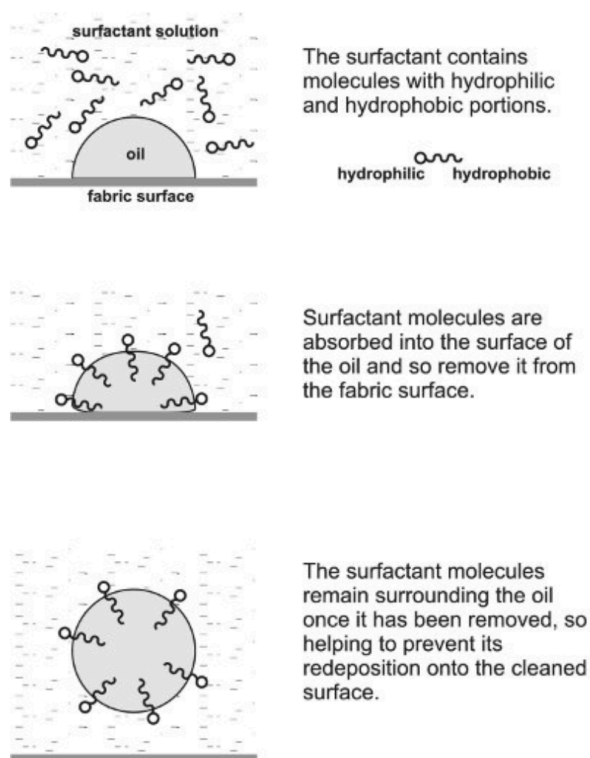 surfactant solution
oil
fabric surface
The surfactant contains
molecules with hydrophilic
and hydrophobic portions.
hydrophilic hydrophobic
Surfactant molecules are
absorbed into the surface of
the oil and so remove it from
the fabric surface.
The surfactant molecules
remain surrounding the oil
once it has been removed, so
helping to prevent its
redeposition onto the cleaned
surface.